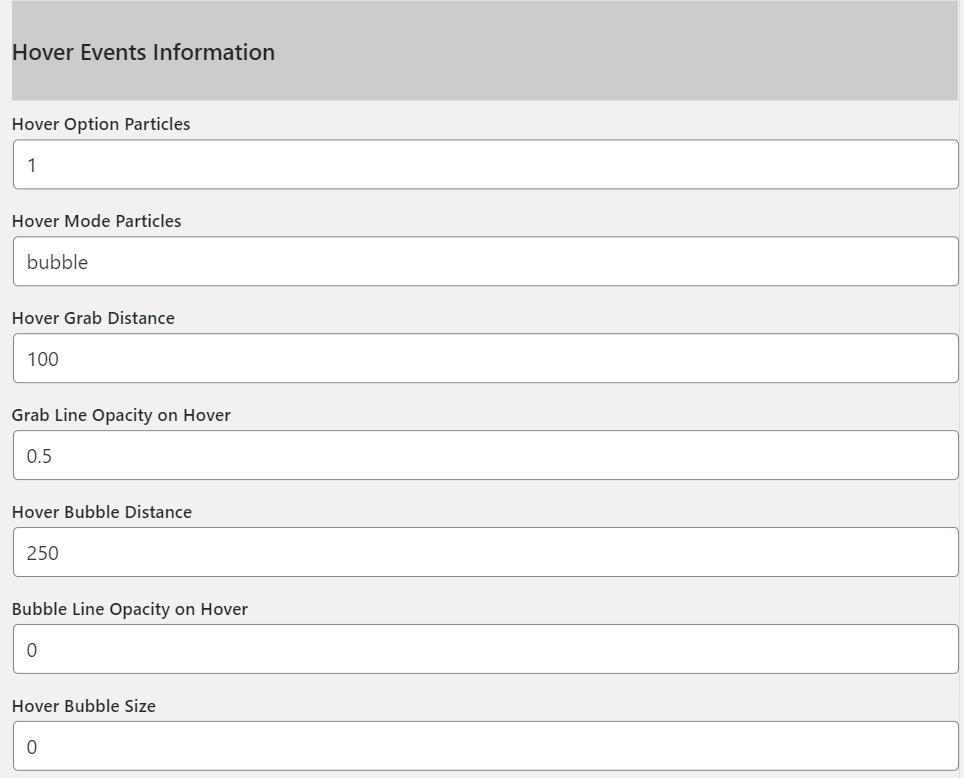 Hover Events Information
Hover Option Particles
1
Hover Mode Particles
bubble
Hover Grab Distance
100
Grab Line Opacity on Hover
0.5
Hover Bubble Distance
250
Bubble Line Opacity on Hover
0
Hover Bubble Size
0